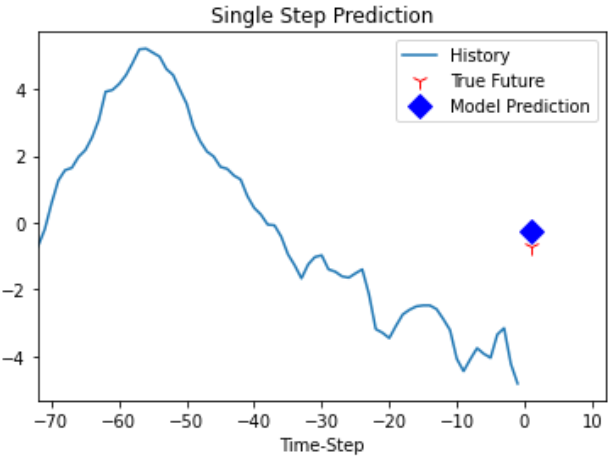 Single Step Prediction
History
True Future
Model Prediction
4
2
0
−2
−4
−70 −60 −50 −40 −30 −20 −10 0 10
Time-Step